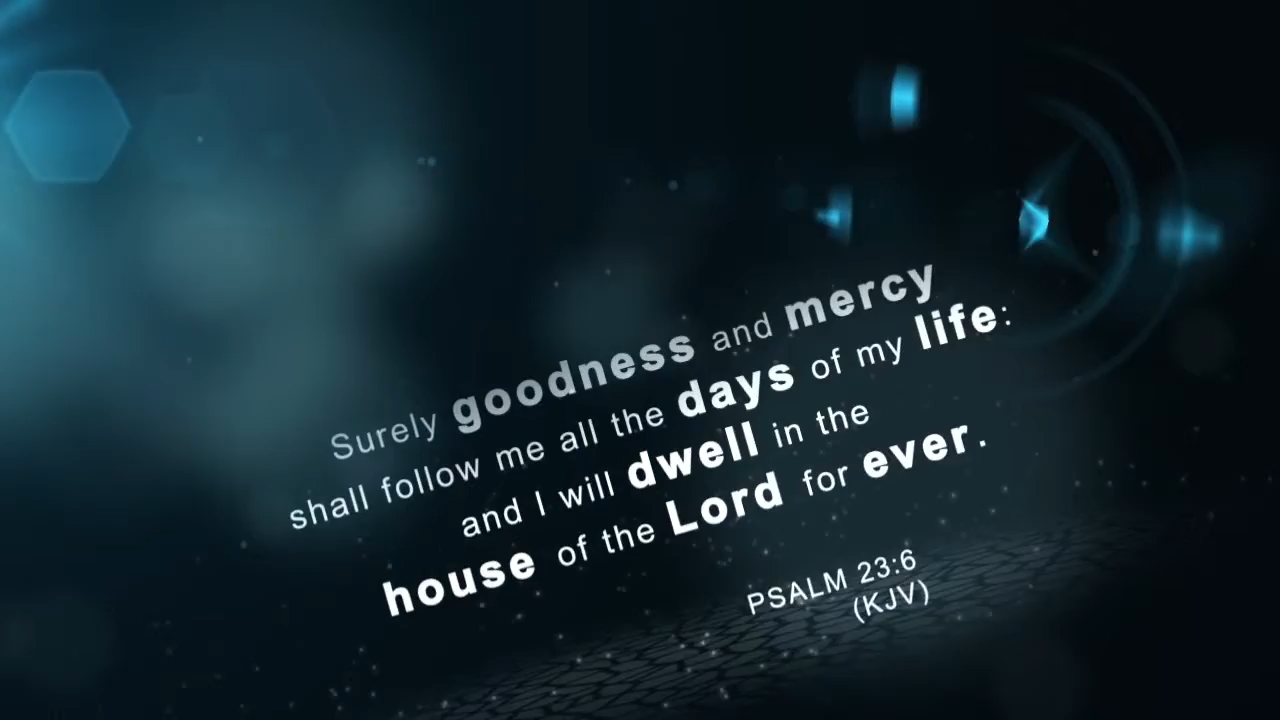 Surely goodness and mercy
shall follow me all the days of my life:
and I will dwell in the
house of the Lord for ever.
PSALM 23:6
(KJV)